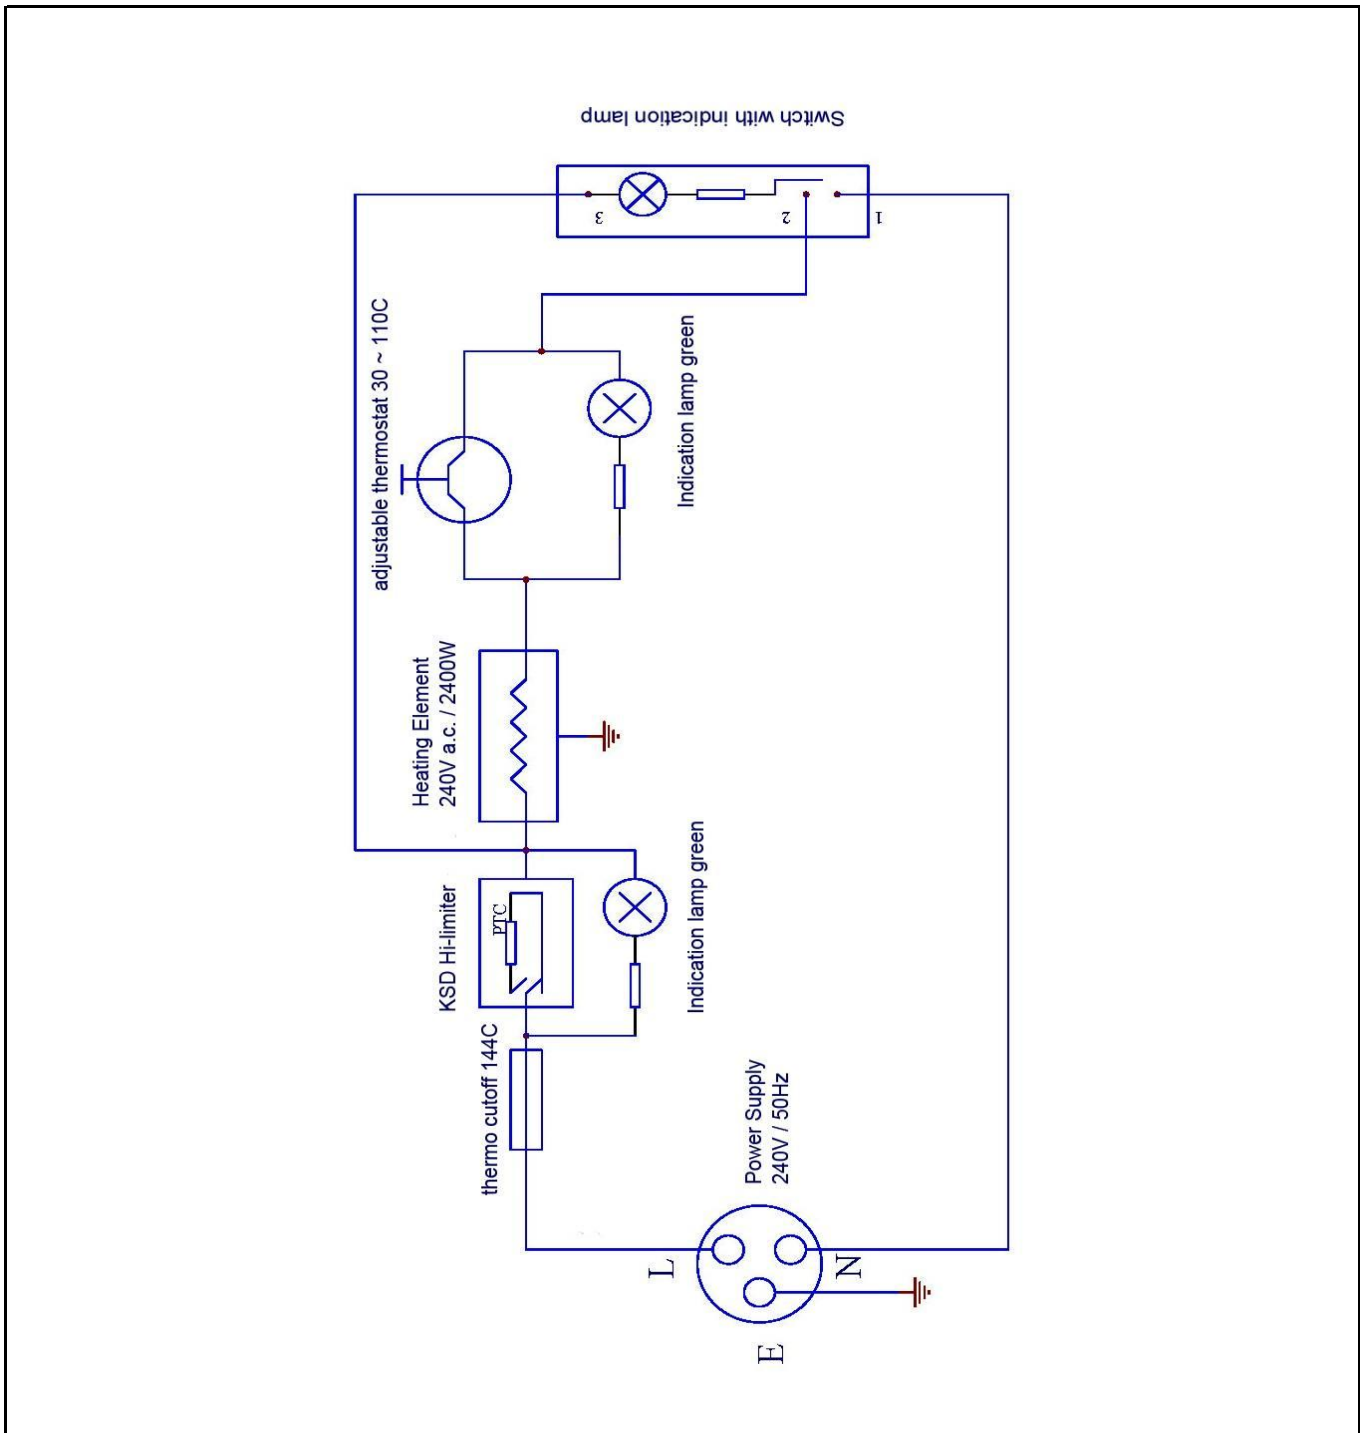 Switch with indication lamp
3
2
1
adjustable thermostat 30 ~ 110C
Indication lamp green
Heating Element
240V a.c. / 2400W
KSD Hi-limiter
PTC
Indication lamp green
thermo cutoff 144C
Power Supply
240V / 50Hz
L
N
E